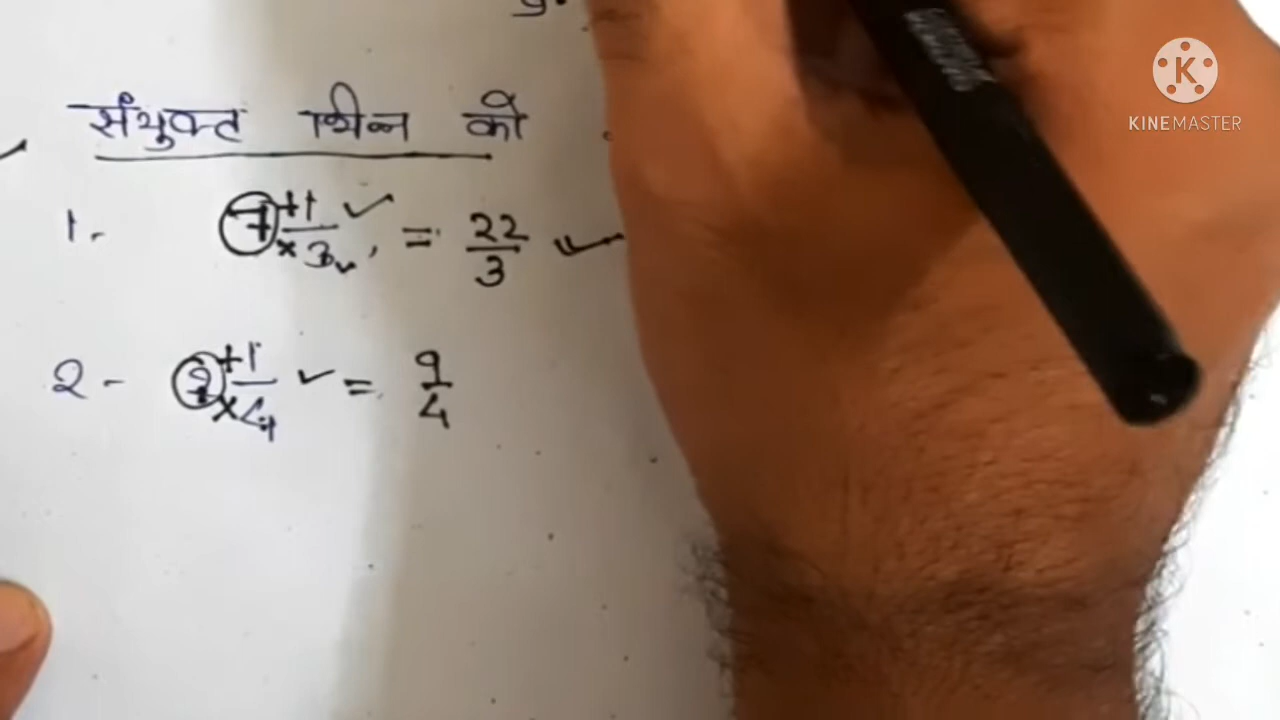 K
KINEMASTER
संयुक्त भिन्न को
1. 7 +1/×3 = 22/3
2- 2 +1/×4 = 9/4